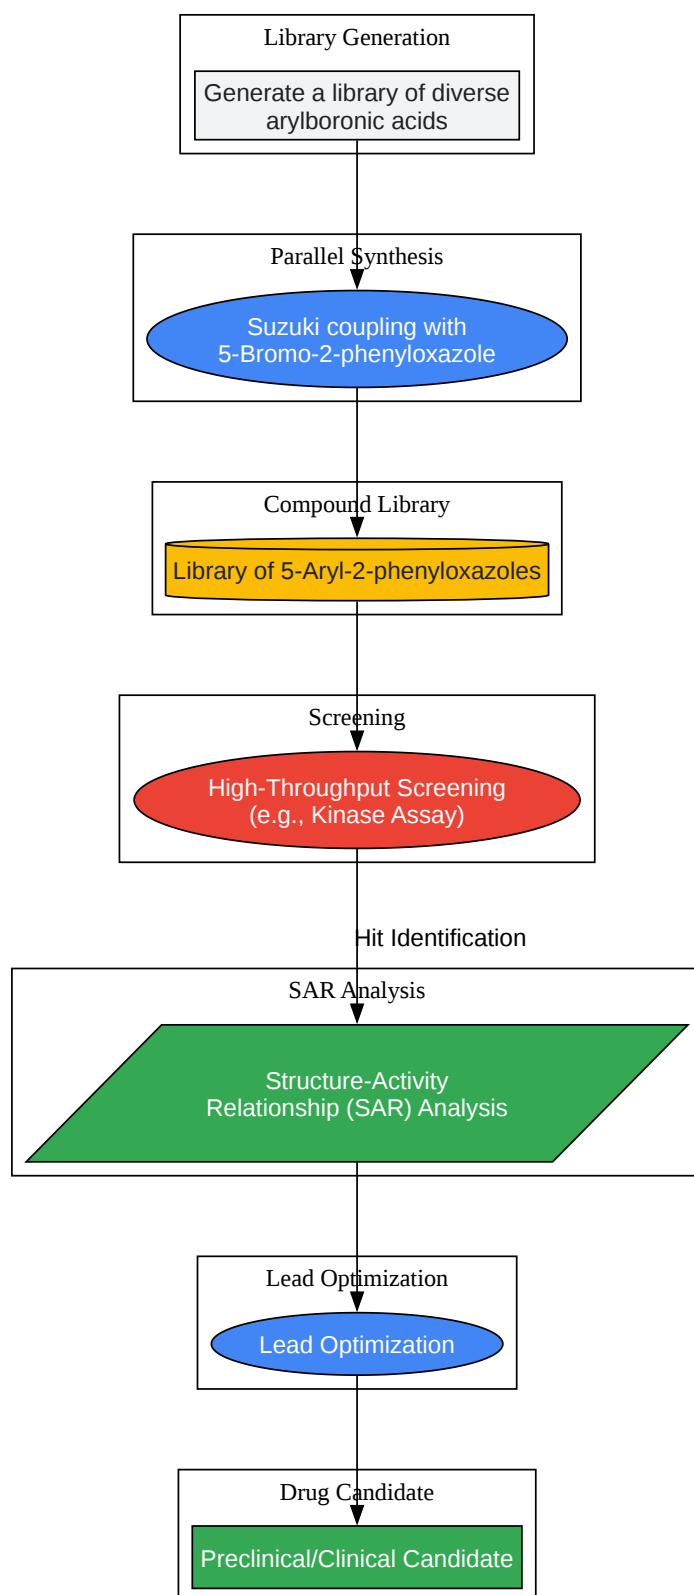 Library Generation
Generate a library of diverse
arylboronic acids
Parallel Synthesis
Suzuki coupling with
5-Bromo-2-phenyloxazole
Compound Library
Library of 5-Aryl-2-phenyloxazoles
Screening
High-Throughput Screening
(e.g., Kinase Assay)
Hit Identification
SAR Analysis
Structure-Activity
Relationship (SAR) Analysis
Lead Optimization
Lead Optimization
Drug Candidate
Preclinical/Clinical Candidate